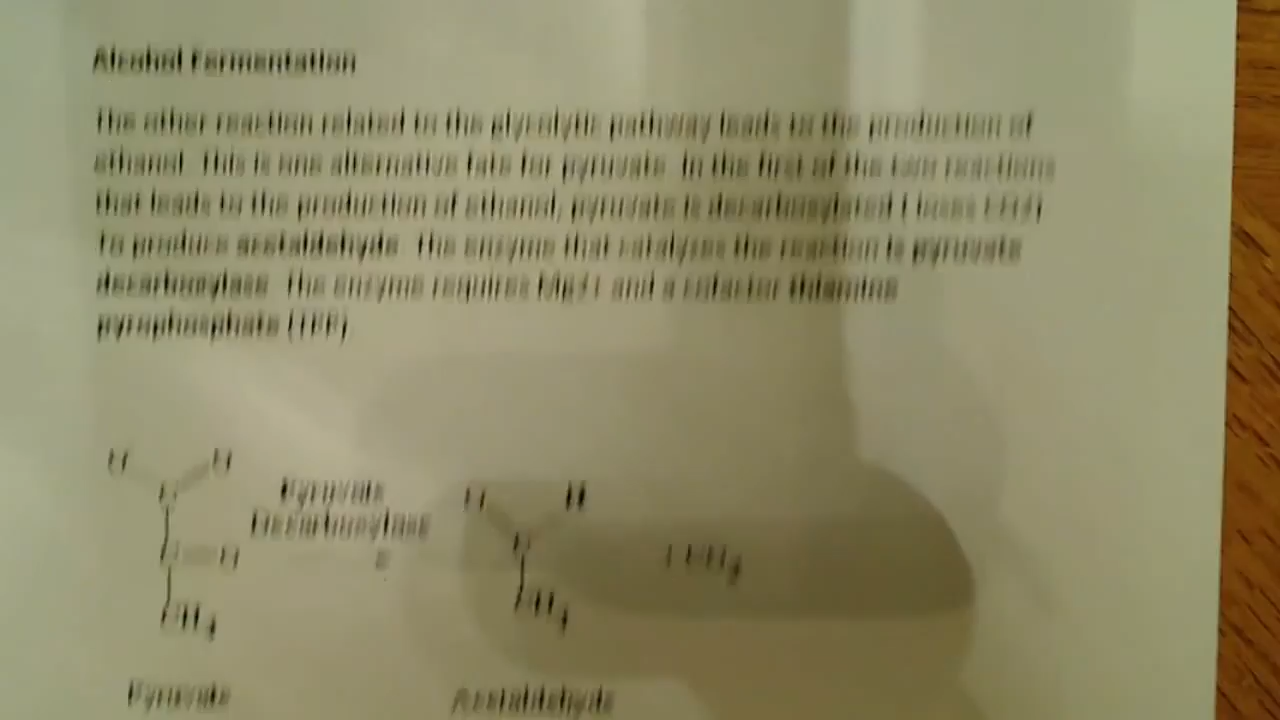 Alcohol Fermentation
The other reaction related to the glycolytic pathway leads to the production of
ethanol. This is one alternative fate for pyruvate. In the first of the two reactions
that leads to the production of ethanol, pyruvate is decarboxylated ( loses CO2)
to produce acetaldehyde. The enzyme that catalyzes the reaction is pyruvate
decarboxylase. The enzyme requires Mg2+ and a cofactor thiamine
pyrophosphate (TPP).
Pyruvate
Decarboxylase
CH3
CH3
Pyruvate Acetaldehyde